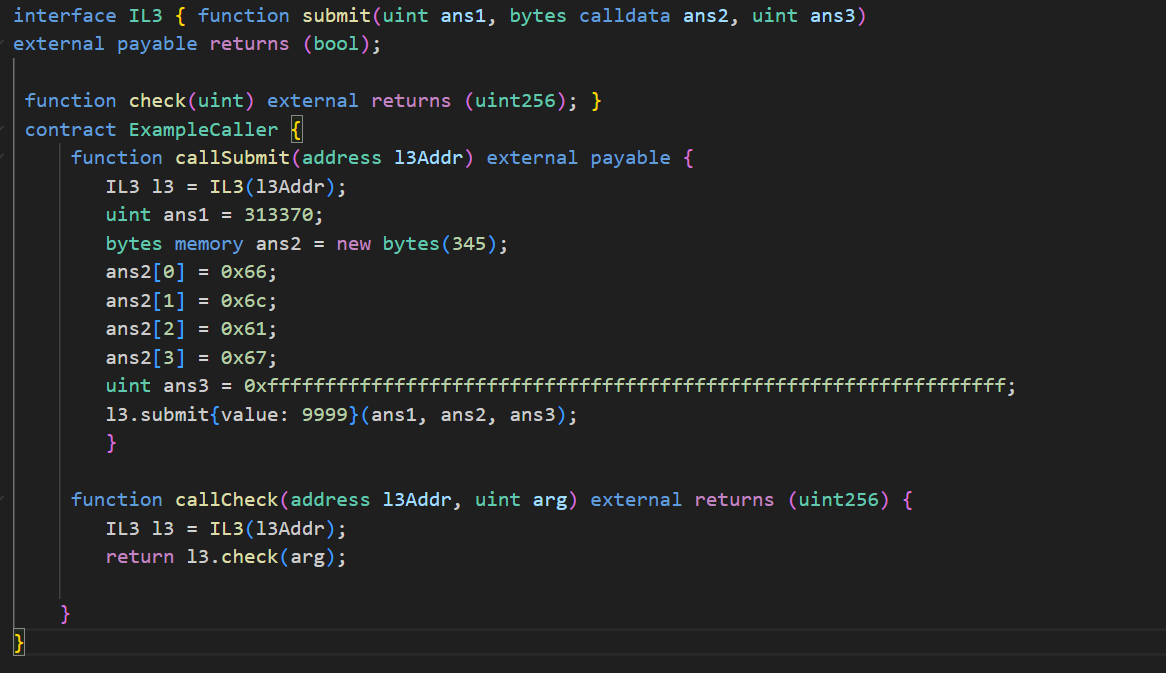 interface IL3 { function submit(uint ans1, bytes calldata ans2, uint ans3)
external payable returns (bool);
function check(uint) external returns (uint256); }
contract ExampleCaller {
function callSubmit(address l3Addr) external payable {
IL3 l3 = IL3(l3Addr);
uint ans1 = 313370;
bytes memory ans2 = new bytes(345);
ans2[0] = 0x66;
ans2[1] = 0x6c;
ans2[2] = 0x61;
ans2[3] = 0x67;
uint ans3 = 0xffffffffffffffffffffffffffffffffffffffffffffffffffffffffffffffff;
l3.submit{value: 9999}(ans1, ans2, ans3);
}
function callCheck(address l3Addr, uint arg) external returns (uint256) {
IL3 l3 = IL3(l3Addr);
return l3.check(arg);
}
}